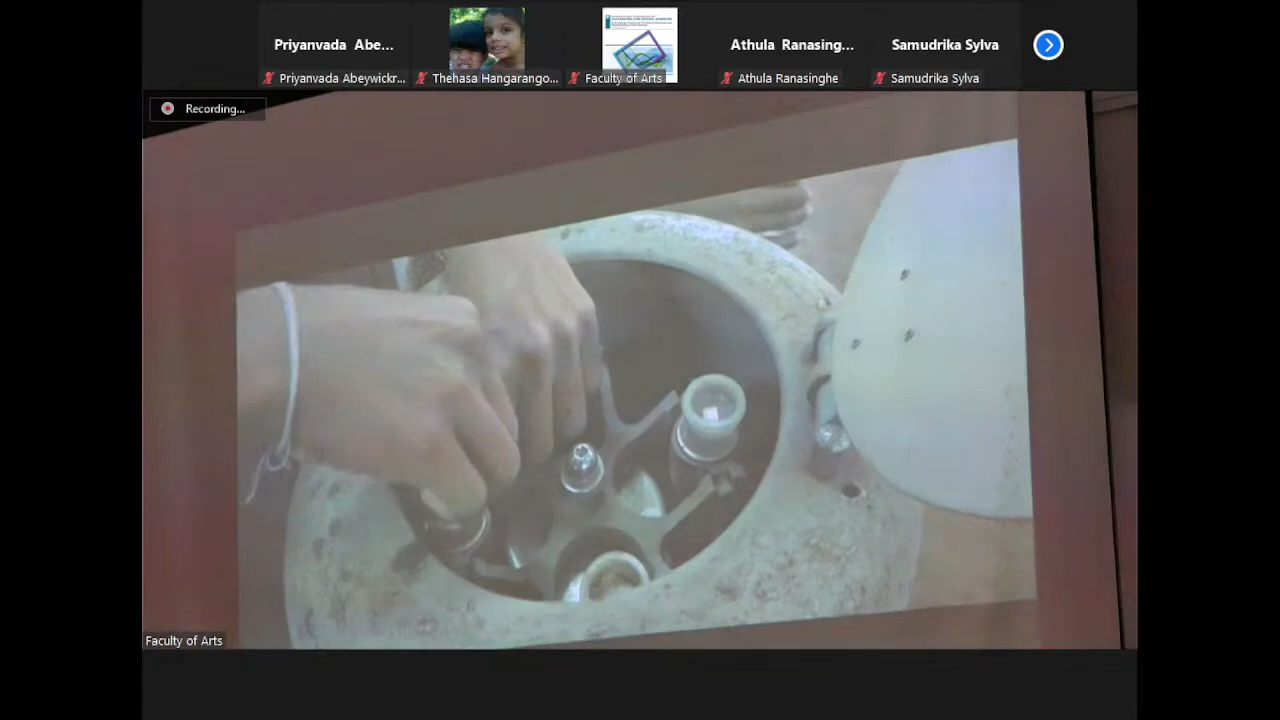 Priyanvada Abe...
Athula Ranasing...
Samudrika Sylva
Priyanvada Abeywickr...
Thehasa Hangarango...
Faculty of Arts
Athula Ranasinghe
Samudrika Sylva
Recording...
Faculty of Arts